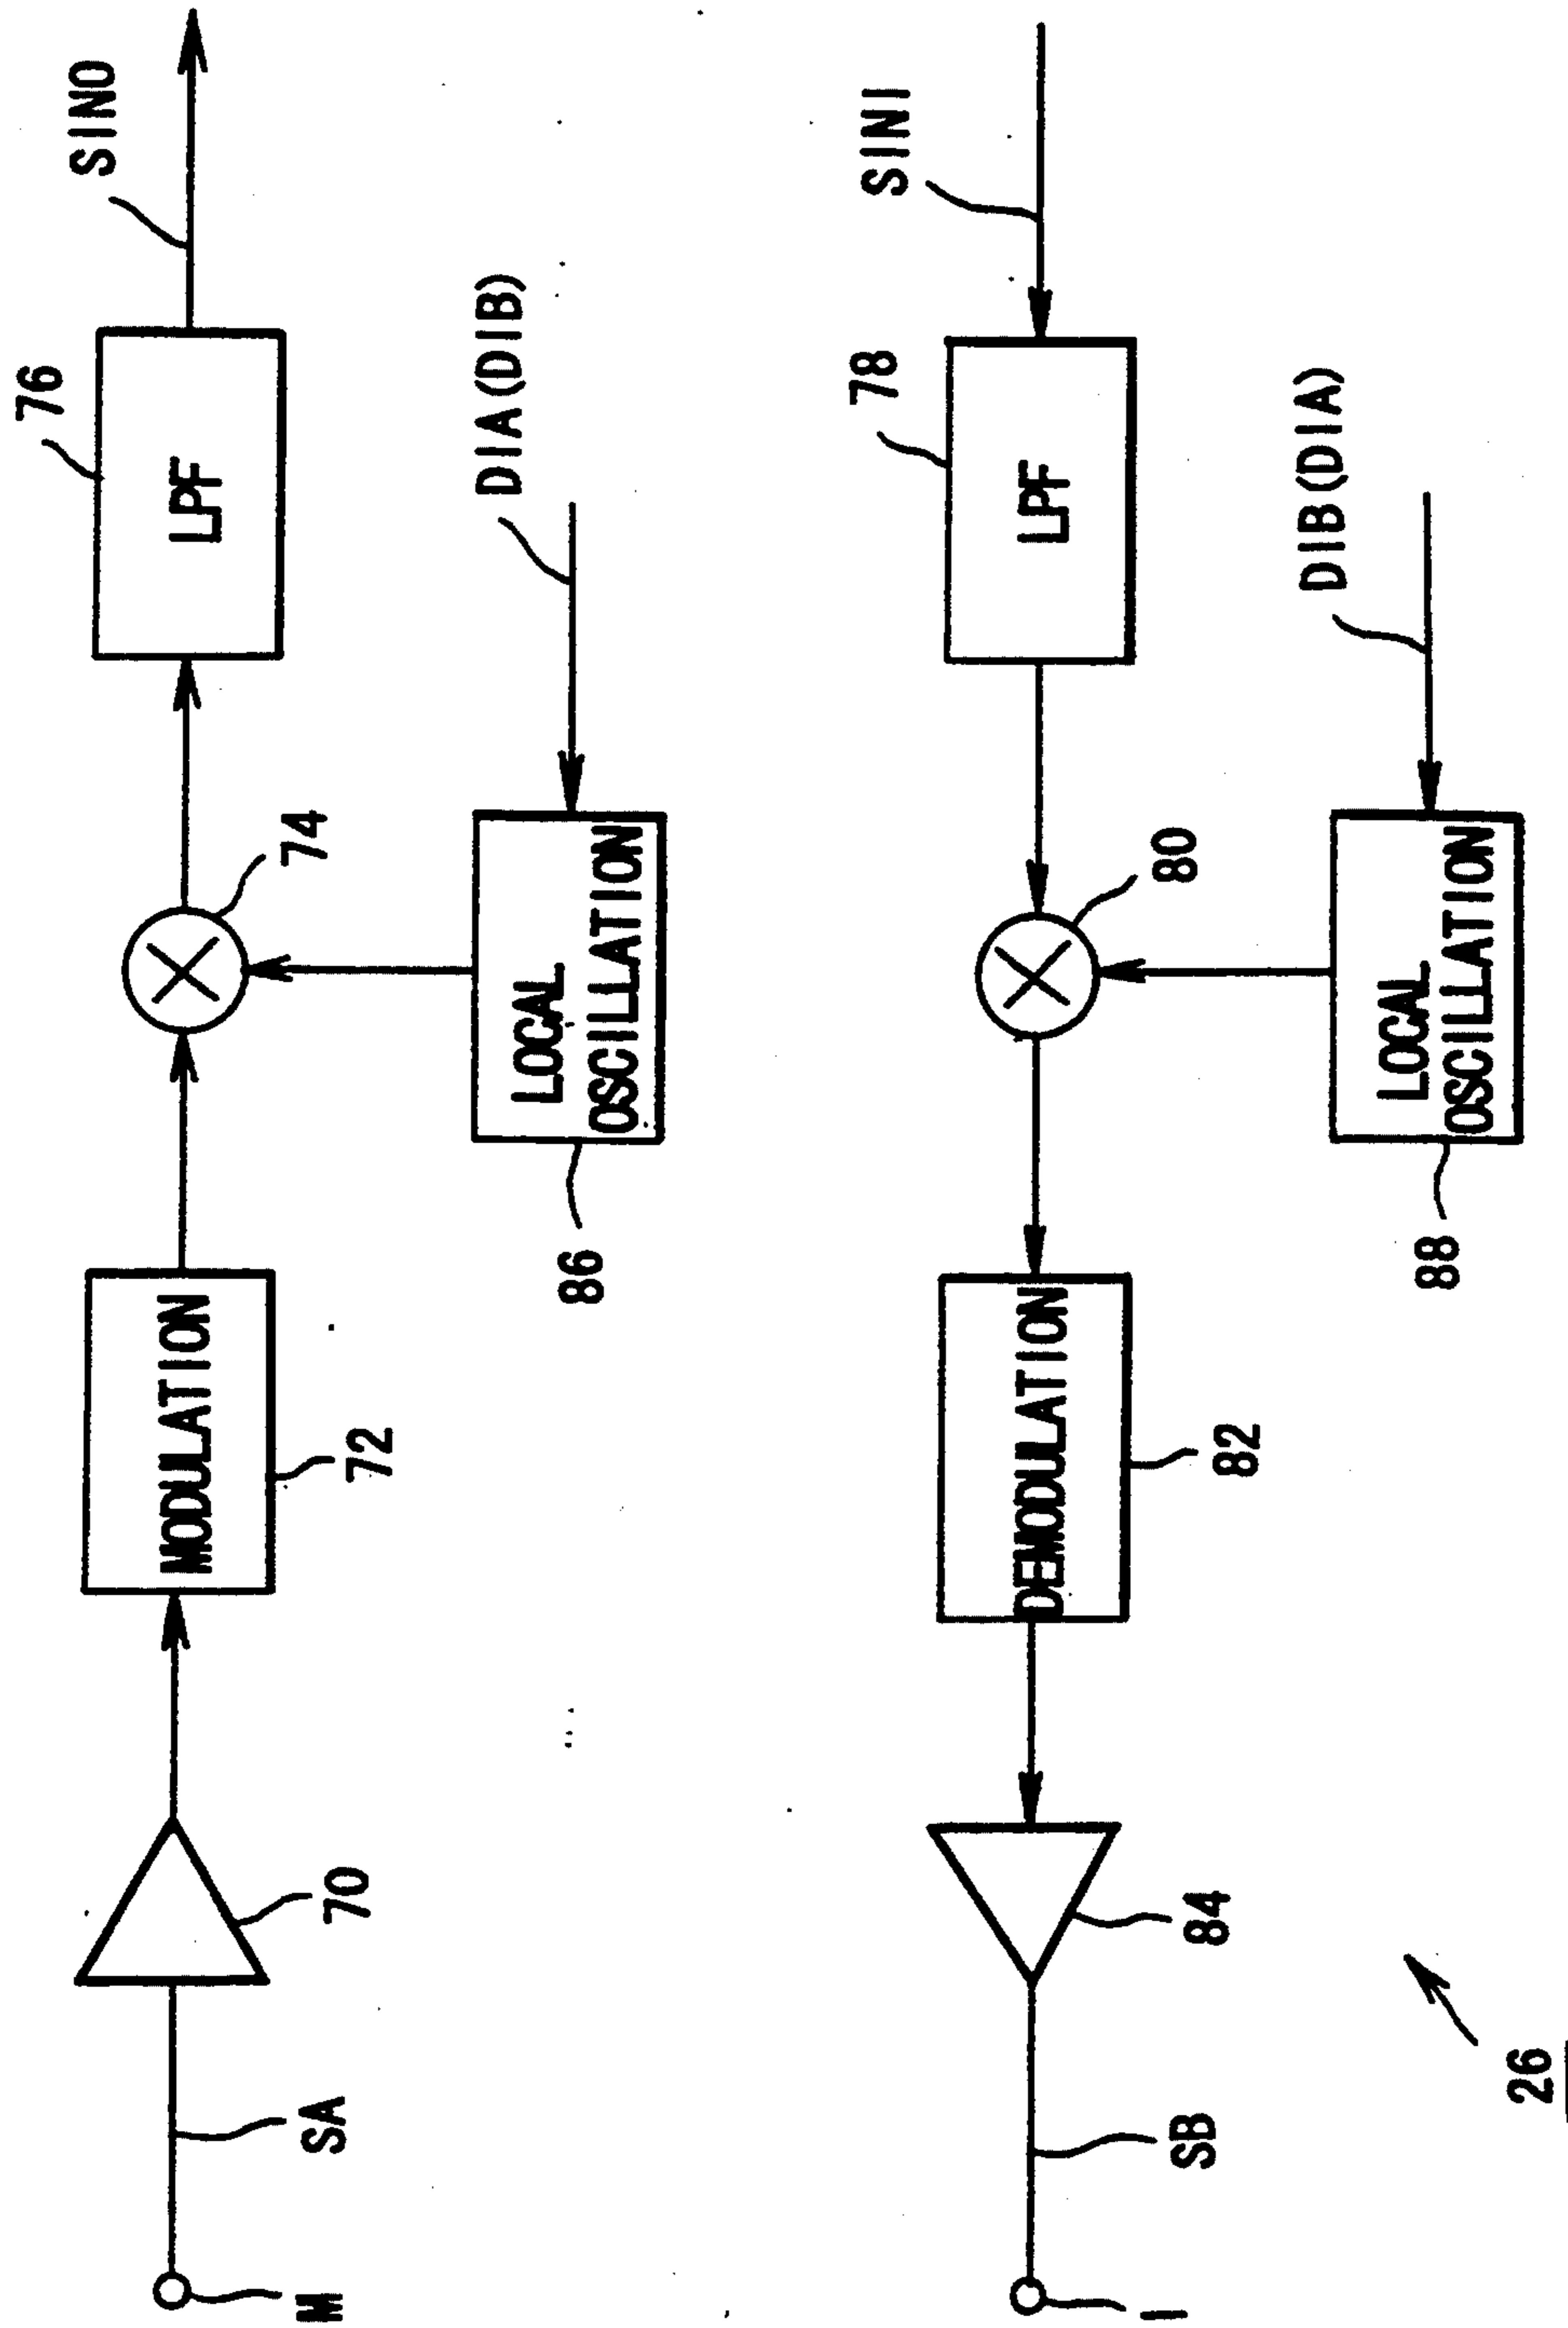 76
SINO
LPF
74
DIA(DIB)
MODULATION
72
LOCAL
OSCILLATION
86
70
SA
M
78
SINI
LPF
80
DIB(DIA)
DEMODULATION
82
LOCAL
OSCILLATION
88
84
SB
I
26